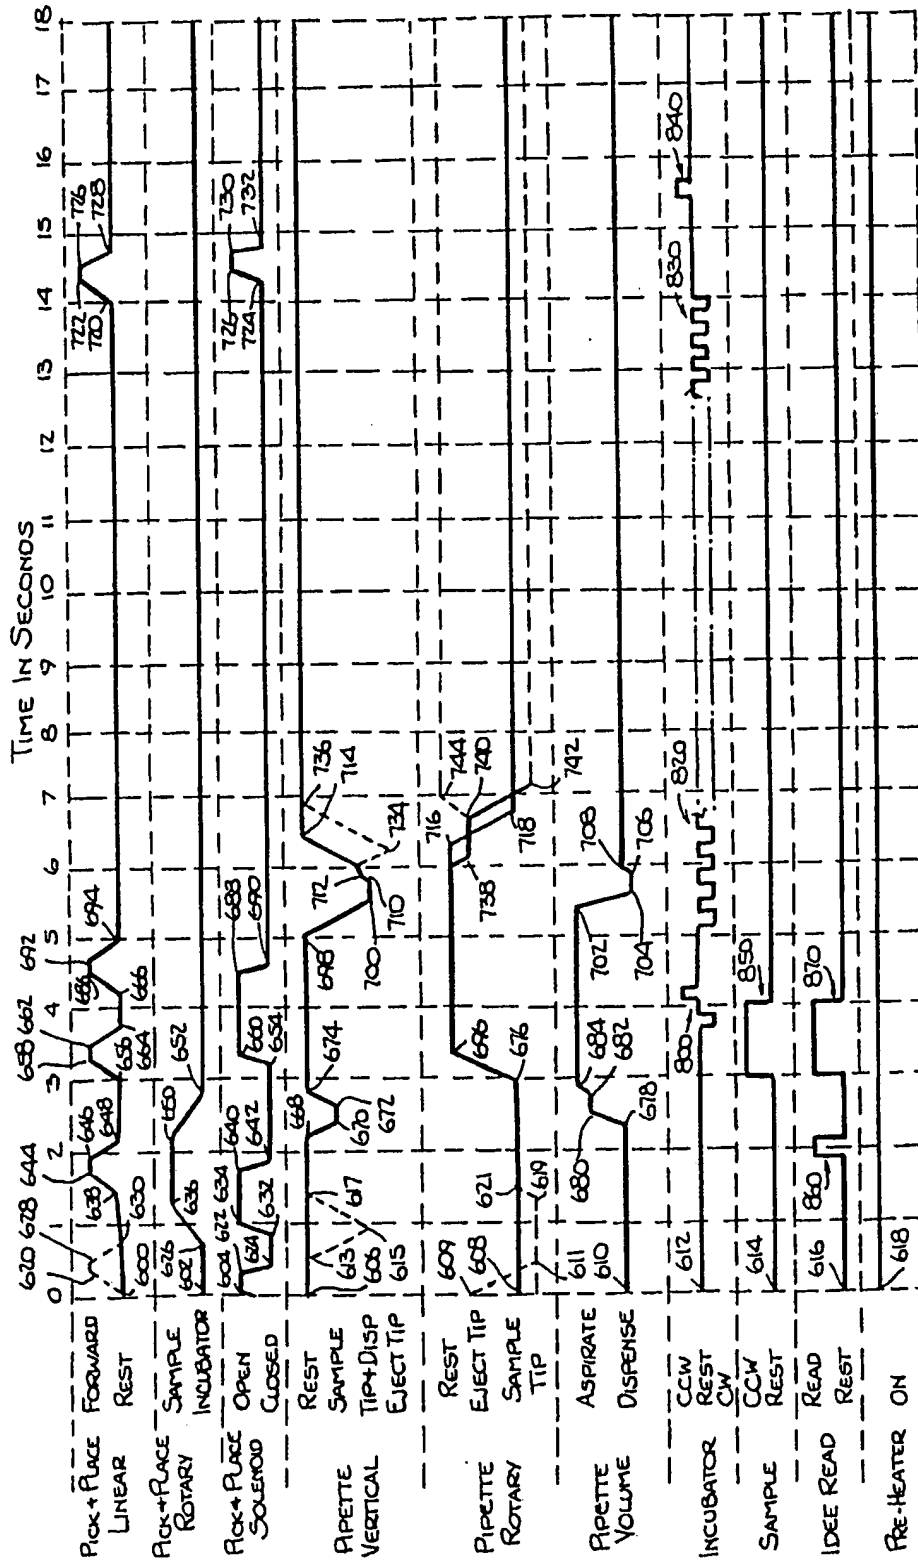 TIME IN SECONDS
0 1 2 3 4 5 6 7 8 9 10 11 12 13 14 15 16 17 18
PICK+PLACE LINEAR
FORWARD
REST
600 620 628 630 638 644 646 648 656 658 662 664 666 686 692 694 720 722 726 728
PICK+PLACE ROTARY
SAMPLE
INCUBATOR
602 626 636 650 652
PICK+PLACE SOLENOID
OPEN
CLOSED
604 622 624 632 634 640 642 654 660 688 690 724 726 730 732
PIPETTE VERTICAL
REST
SAMPLE
TIP+DISP
EJECT TIP
606 613 615 617 668 670 672 674 698 700 710 712 714 734 736
PIPETTE ROTARY
REST
EJECT TIP
SAMPLE
TIP
608 609 611 619 621 676 696 716 718 738 740 742 744
PIPETTE VOLUME
ASPIRATE
DISPENSE
610 678 680 682 684 702 704 706 708
INCUBATOR
CCW
REST
CW
612 800 820 830 840
SAMPLE
CCW
REST
614 850
IDEE READ
READ
REST
616 860 870
PRE-HEATER
ON
618